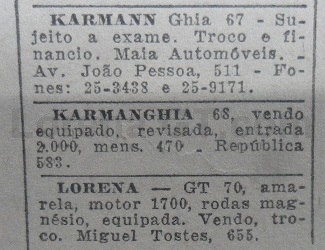 KARMANN Ghia 67 - Su-
jeito a exame. Troco e fi-
nancio. Maia Automóveis. -
Av. João Pessoa, 511 - Fo-
nes: 25-3438 e 25-9171.
KARMANGHIA 68, vendo
equipado, revisada, entrada
2.000, mens. 470 - República
583.
LORENA — GT 70, ama-
rela, motor 1700, rodas mag-
nésio, equipada. Vendo, tro-
co. Miguel Tostes, 655.